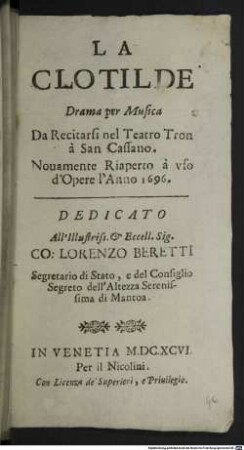 LA
CLOTILDE
Drama per Musica
Da Recitarsi nel Teatro Tron
à San Cassano.
Novamente Riaperto à vso
d'Opere l'Anno 1696.
DEDICATO
All'Illustriss. & Eccell. Sig.
CO: LORENZO BERETTI
Segretario di Stato, e del Consiglio
Segreto dell'Altezza Serenis-
sima di Mantoa.
IN VENETIA M.DC.XCVI.
Per il Nicolini.
Con Licenza de' Superiori, e Priuilegio.